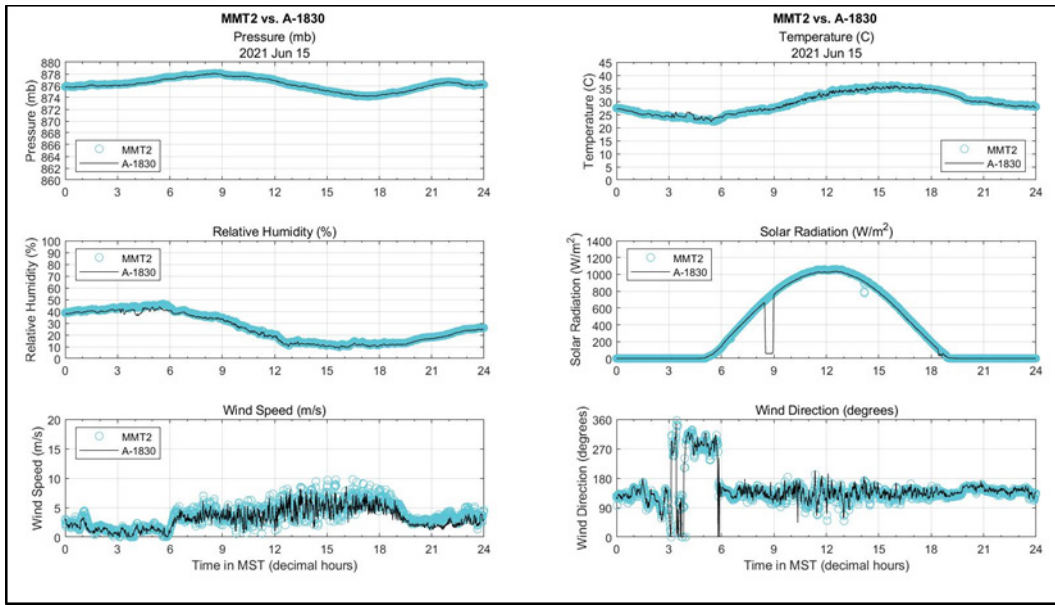 MMT2 vs. A-1830
Pressure (mb)
2021 Jun 15
880
878
876
874
872
870
868
866
864
862
860
Pressure (mb)
MMT2
A-1830
0 3 6 9 12 15 18 21 24
MMT2 vs. A-1830
Temperature (C)
2021 Jun 15
45
40
35
30
25
20
15
10
5
0
Temperature (C)
MMT2
A-1830
0 3 6 9 12 15 18 21 24
Relative Humidity (%)
100
90
80
70
60
50
40
30
20
10
0
Relative Humidity (%)
MMT2
A-1830
0 3 6 9 12 15 18 21 24
Solar Radiation (W/m²)
1400
1200
1000
800
600
400
200
0
Solar Radiation (W/m²)
MMT2
A-1830
0 3 6 9 12 15 18 21 24
Wind Speed (m/s)
20
15
10
5
0
Wind Speed (m/s)
MMT2
A-1830
0 3 6 9 12 15 18 21 24
Time in MST (decimal hours)
Wind Direction (degrees)
360
270
180
90
0
Wind Direction (degrees)
MMT2
A-1830
0 3 6 9 12 15 18 21 24
Time in MST (decimal hours)